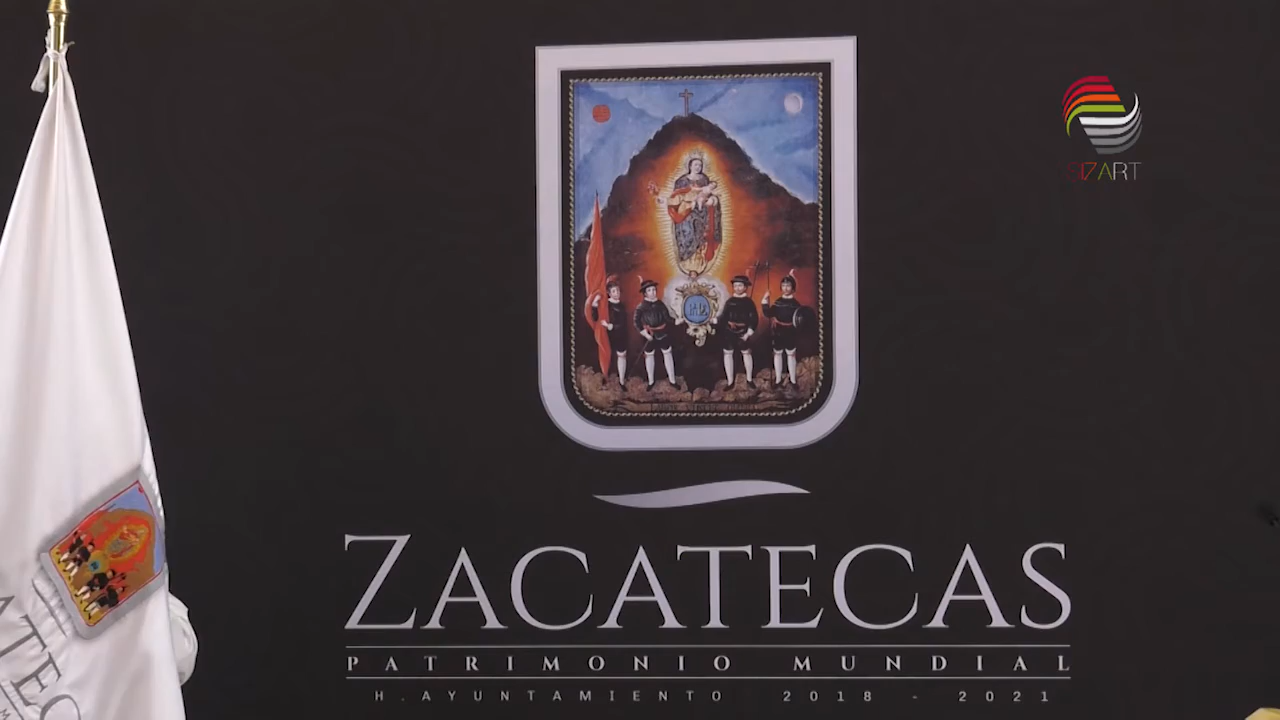 SIZART
ZACATECAS
PATRIMONIO MUNDIAL
H. AYUNTAMIENTO 2018 - 2021